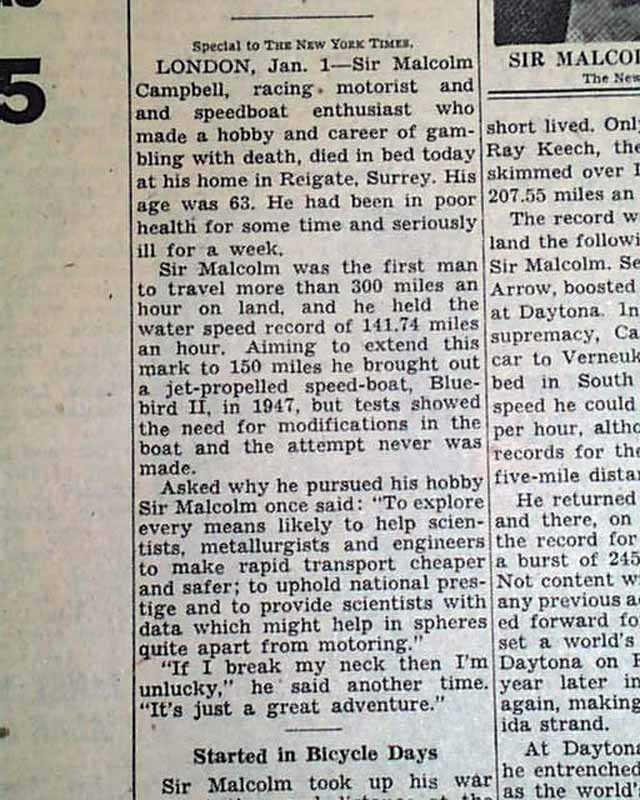 5
Special to THE NEW YORK TIMES.
LONDON, Jan. 1—Sir Malcolm
Campbell, racing motorist and
and speedboat enthusiast who
made a hobby and career of gam-
bling with death, died in bed today
at his home in Reigate, Surrey. His
age was 63. He had been in poor
health for some time and seriously
ill for a week.
Sir Malcolm was the first man
to travel more than 300 miles an
hour on land, and he held the
water speed record of 141.74 miles
an hour. Aiming to extend this
mark to 150 miles he brought out
a jet-propelled speed-boat, Blue-
bird II, in 1947, but tests showed
the need for modifications in the
boat and the attempt never was
made.
Asked why he pursued his hobby
Sir Malcolm once said: "To explore
every means likely to help scien-
tists, metallurgists and engineers
to make rapid transport cheaper
and safer; to uphold national pres-
tige and to provide scientists with
data which might help in spheres
quite apart from motoring."
"If I break my neck then I'm
unlucky," he said another time.
"It's just a great adventure."
Started in Bicycle Days
Sir Malcolm took up his war
SIR MALCOL
The New
short lived. Onl
Ray Keech, the
skimmed over
207.55 miles an
The record w
land the followi
Sir Malcolm. Se
Arrow, boosted
at Daytona. In
supremacy, Ca
car to Verneuk
bed in South
speed he could
per hour, altho
records for the
five-mile distan
He returned
and there, on
the record for
a burst of 245
Not content w
any previous a
ed forward fo
set a world's
Daytona on F
year later in
again, making
ida strand.
At Daytona
he entrenched
as the world's